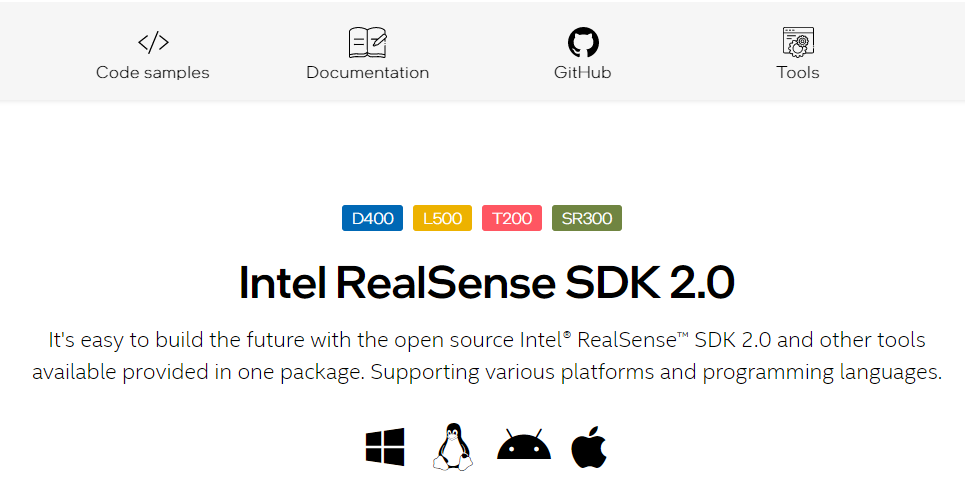 Code samples
Documentation
GitHub
Tools
D400
L500
T200
SR300
Intel RealSense SDK 2.0
It's easy to build the future with the open source Intel® RealSense™ SDK 2.0 and other tools
available provided in one package. Supporting various platforms and programming languages.